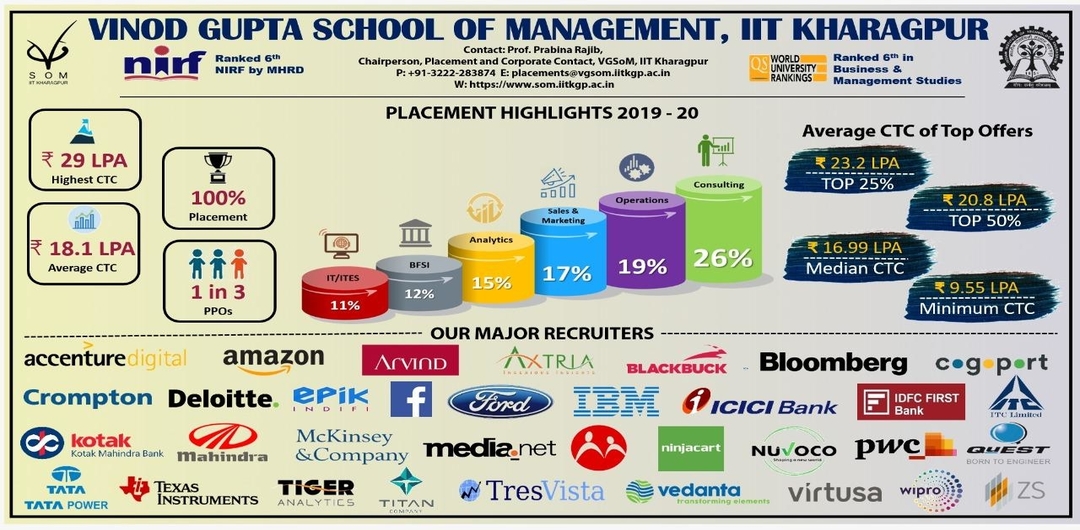 VINOD GUPTA SCHOOL OF MANAGEMENT, IIT KHARAGPUR
SOM
IIT KHARAGPUR
nirf
Ranked 6th
NIRF by MHRD
Contact: Prof. Prabina Rajib,
Chairperson, Placement and Corporate Contact, VGSoM, IIT Kharagpur
P: +91-3222-283874 E: placements@vgsom.iitkgp.ac.in
W: https://www.som.iitkgp.ac.in
QS WORLD
UNIVERSITY
RANKINGS
Ranked 6th in
Business &
Management Studies
PLACEMENT HIGHLIGHTS 2019 - 20
₹ 29 LPA
Highest CTC
₹ 18.1 LPA
Average CTC
100%
Placement
1 in 3
PPOs
IT/ITES
11%
BFSI
12%
Analytics
15%
Sales &
Marketing
17%
Operations
19%
Consulting
26%
Average CTC of Top Offers
₹ 23.2 LPA
TOP 25%
₹ 20.8 LPA
TOP 50%
₹ 16.99 LPA
Median CTC
₹ 9.55 LPA
Minimum CTC
OUR MAJOR RECRUITERS
accenture digital
amazon
ARVIND
AXTRIA
INGENIOUS INSIGHTS
BLACKBUCK
Bloomberg
cogoport
Crompton
Deloitte.
EPIK
INDIFI
f
Ford
IBM
ICICI Bank
IDFC FIRST
Bank
ITC Limited
kotak
Kotak Mahindra Bank
Mahindra
McKinsey
& Company
media.net
ninjacart
NUVOCO
Shaping a new world
pwc
QuEST
BORN TO ENGINEER
TATA
TATA POWER
TEXAS
INSTRUMENTS
TIGER
ANALYTICS
TITAN
COMPANY
TresVista
vedanta
transforming elements
virtusa
wipro
ZS